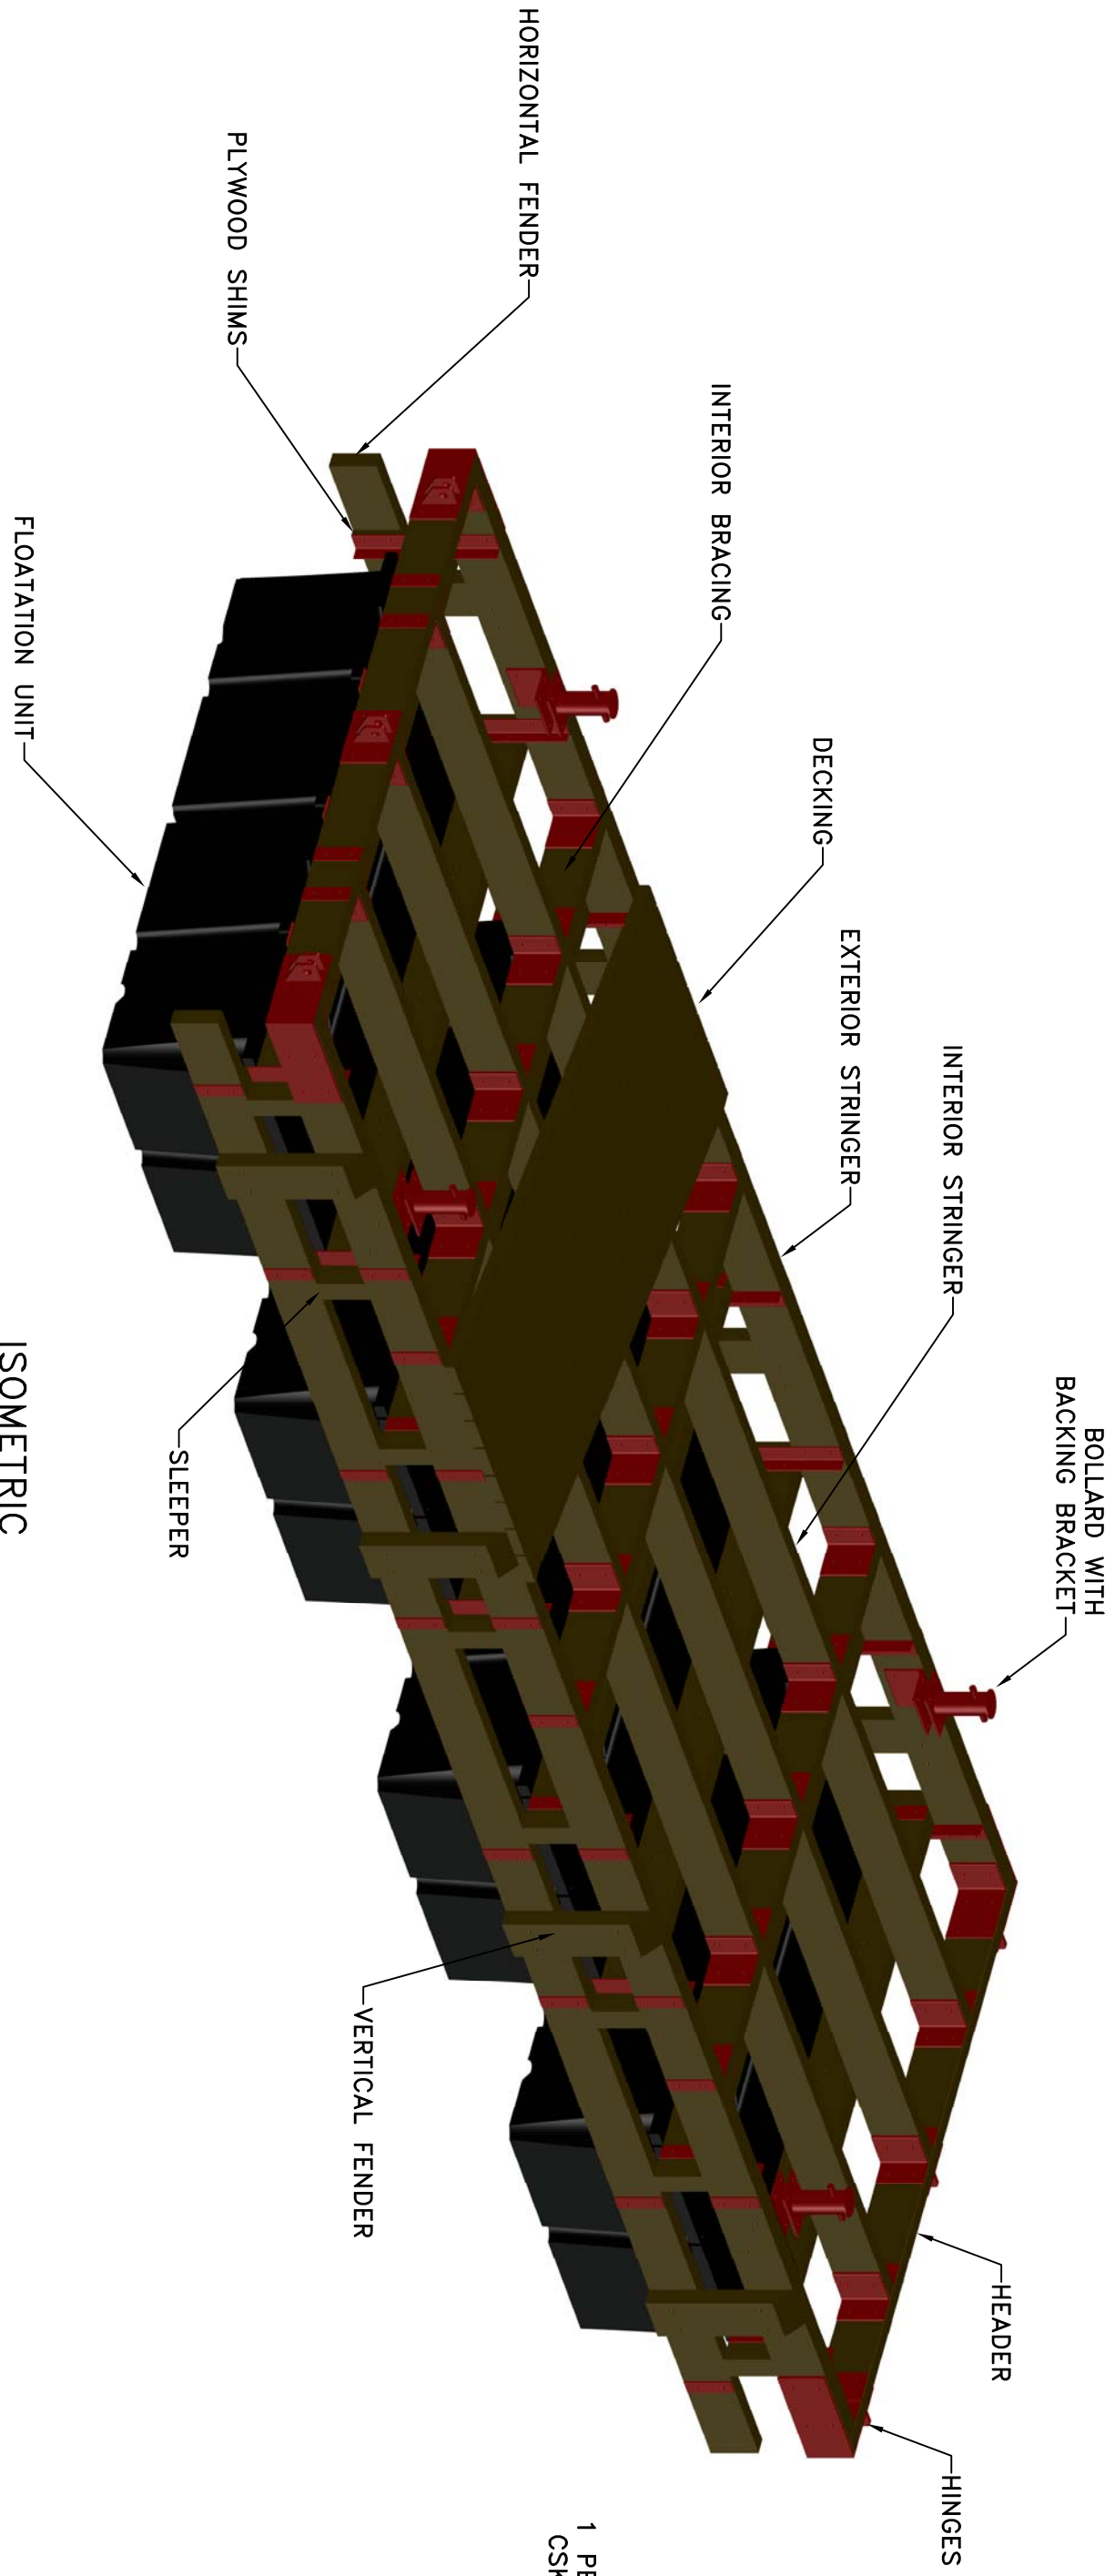 BOLLARD WITH
BACKING BRACKET
HEADER
HINGES
INTERIOR STRINGER
EXTERIOR STRINGER
DECKING
INTERIOR BRACING
HORIZONTAL FENDER
PLYWOOD SHIMS
FLOATATION UNIT
SLEEPER
VERTICAL FENDER
ISOMETRIC
1